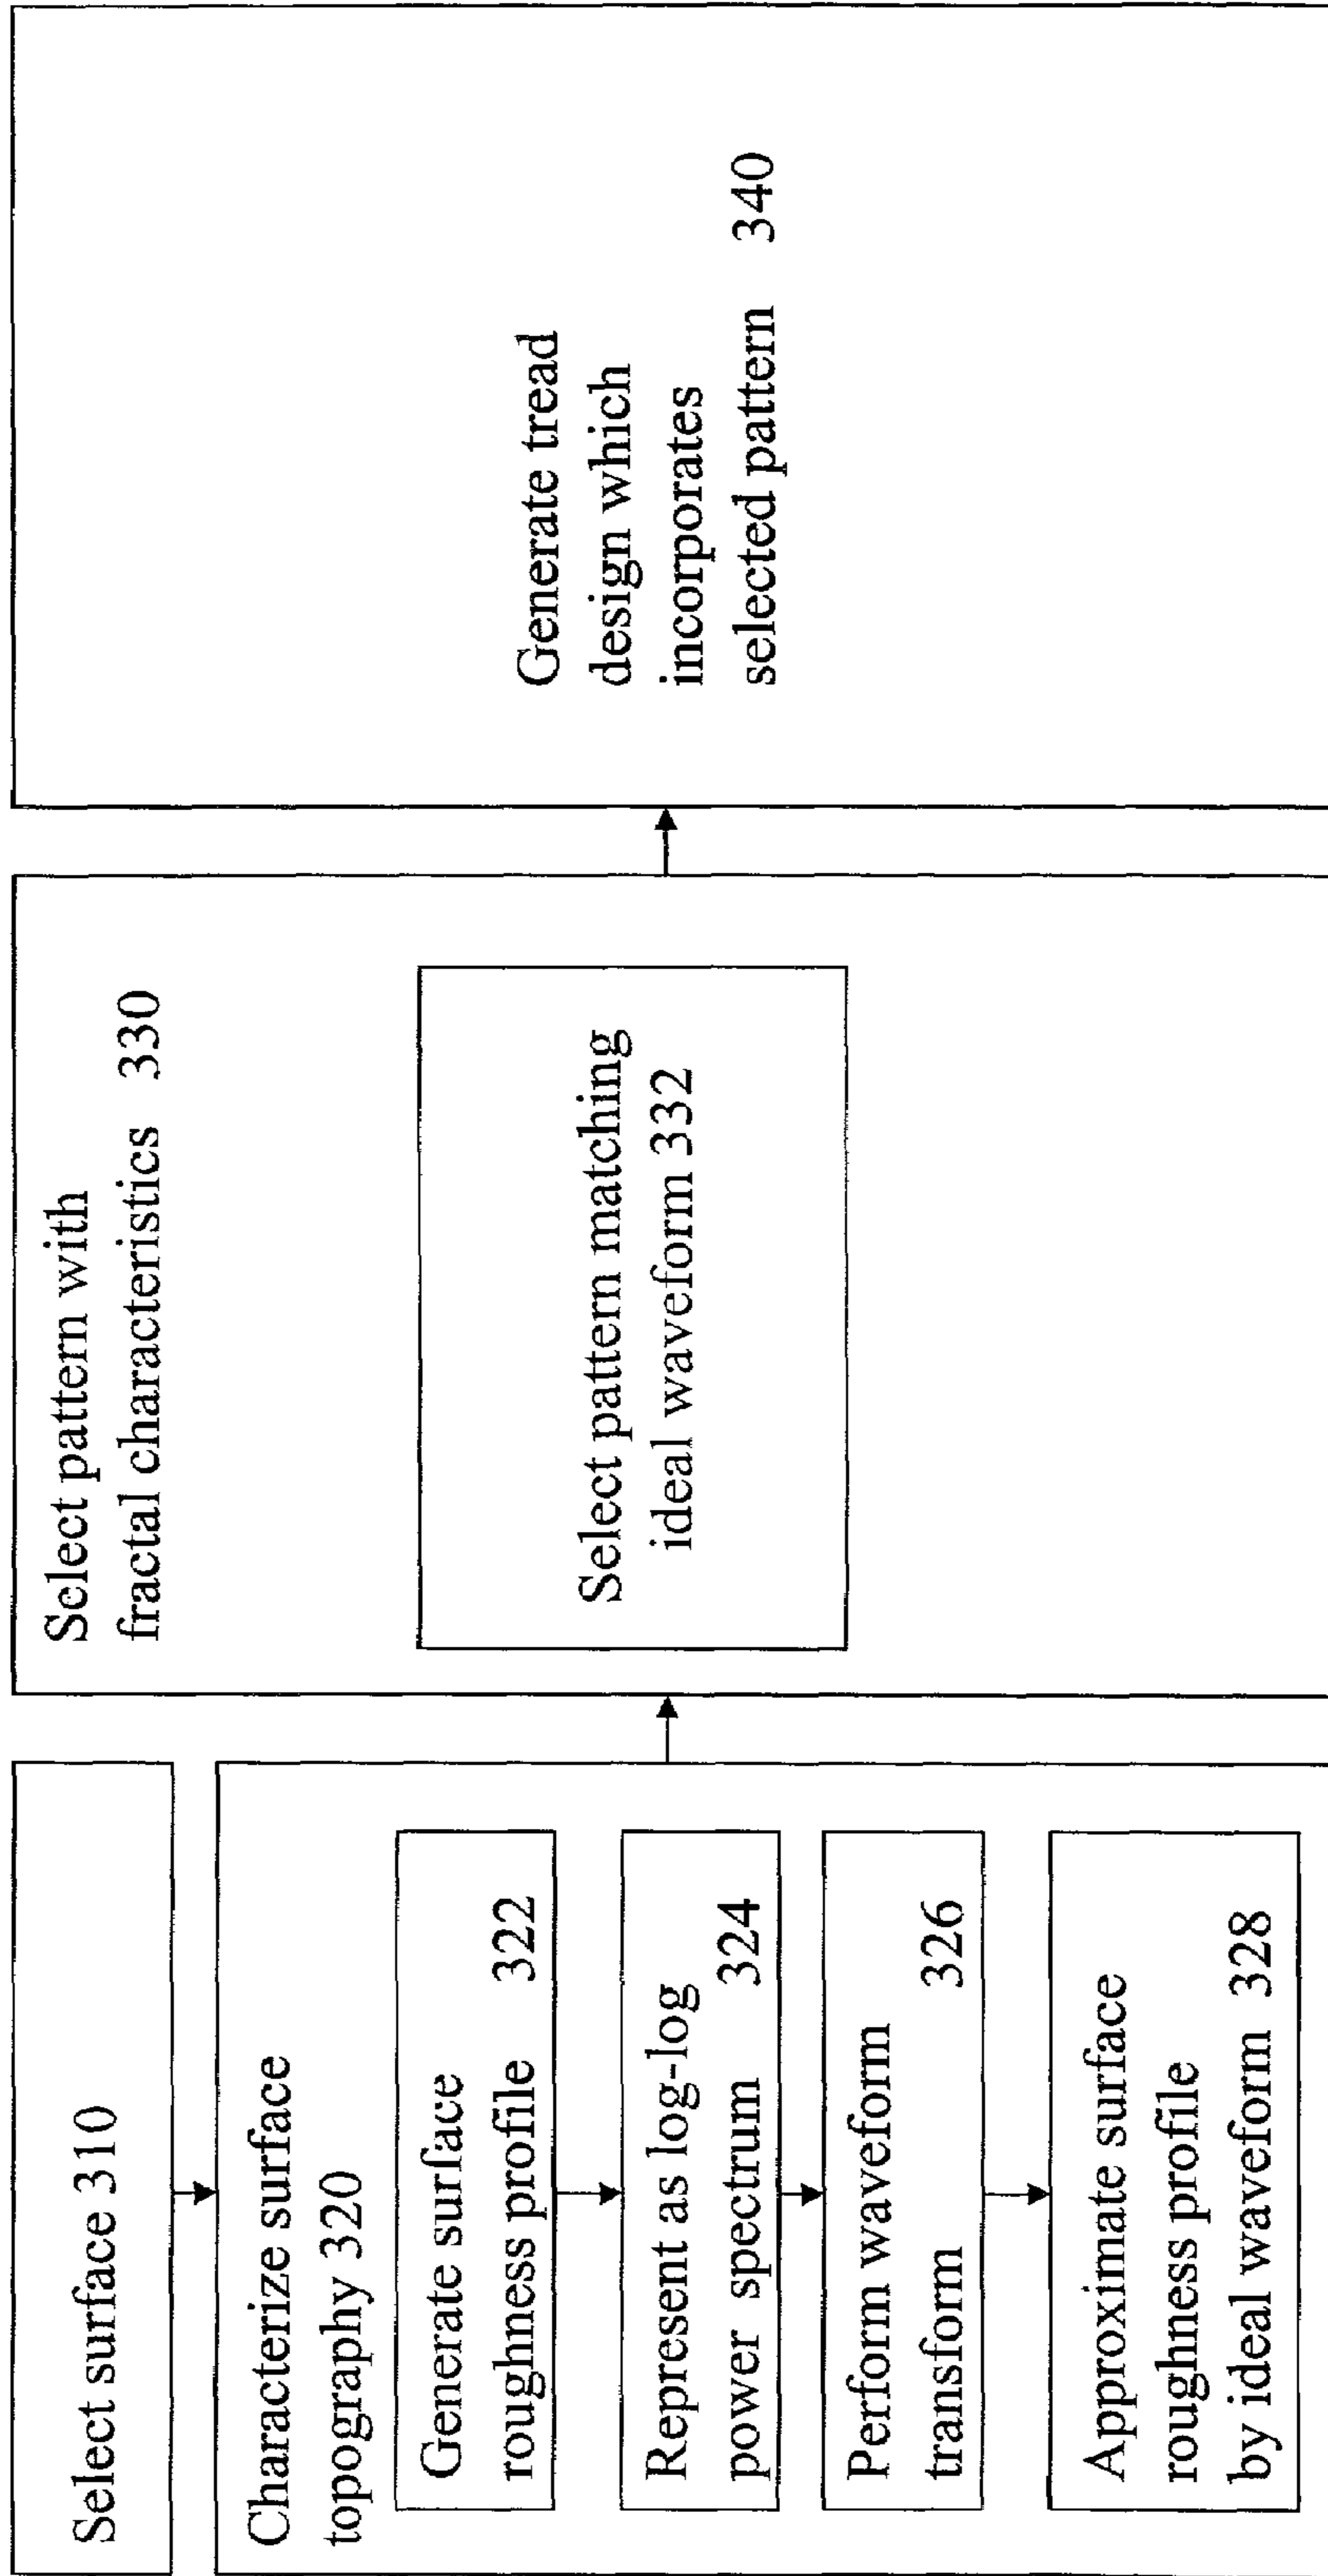 Select surface 310
Characterize surface
topography 320
Generate surface
roughness profile 322
Represent as log-log
power spectrum 324
Perform waveform
transform 326
Approximate surface
roughness profile
by ideal waveform 328
Select pattern with
fractal characteristics 330
Select pattern matching
ideal waveform 332
Generate tread
design which
incorporates
selected pattern 340